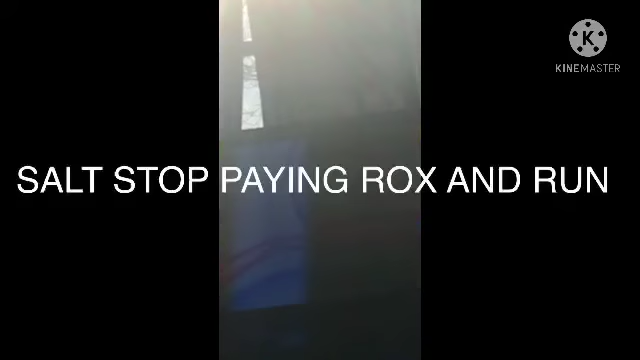 K
KINEMASTER
SALT STOP PAYING ROX AND RUN